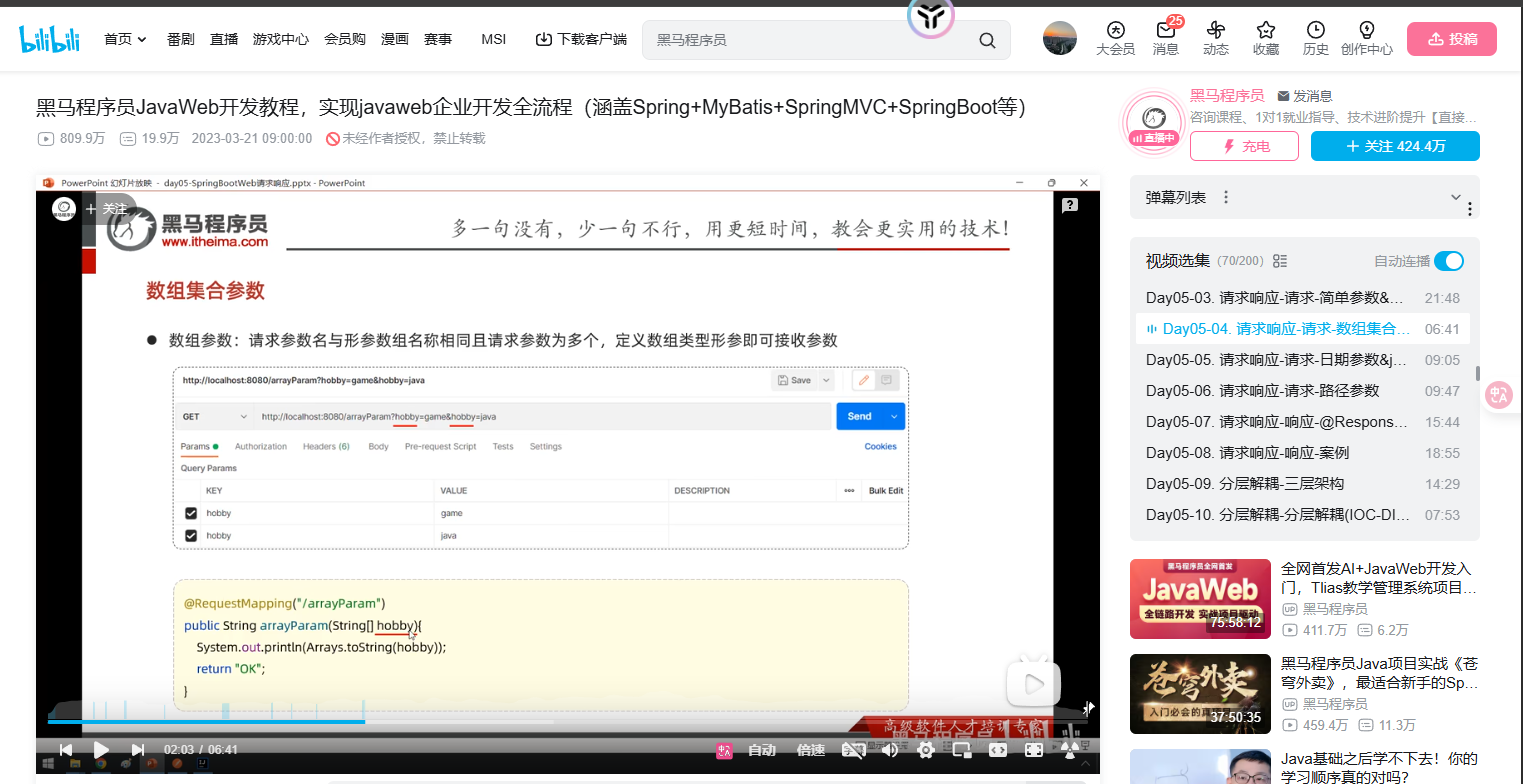 bilibili
首页
番剧
直播
游戏中心
会员购
漫画
赛事
MSI
下载客户端
黑马程序员
大会员
25
消息
动态
收藏
历史
创作中心
投稿
黑马程序员JavaWeb开发教程，实现javaweb企业开发全流程（涵盖Spring+MyBatis+SpringMVC+SpringBoot等）
809.9万 19.9万 2023-03-21 09:00:00 未经作者授权，禁止转载
黑马程序员 发消息
咨询课程、1对1就业指导、技术进阶提升【直接...
直播中
充电
+ 关注 424.4万
PowerPoint 幻灯片放映 - day05-SpringBootWeb请求响应.pptx - PowerPoint
+ 关注
黑马程序员
www.itheima.com
多一句没有，少一句不行，用更短时间，教会更实用的技术！
数组集合参数
● 数组参数：请求参数名与形参数组名称相同且请求参数为多个，定义数组类型形参即可接收参数
http://localhost:8080/arrayParam?hobby=game&hobby=java
Save
GET http://localhost:8080/arrayParam?hobby=game&hobby=java Send
Params Authorization Headers (6) Body Pre-request Script Tests Settings Cookies
Query Params
KEY VALUE DESCRIPTION ••• Bulk Edit
hobby game
hobby java
@RequestMapping("/arrayParam")
public String arrayParam(String[] hobby){
System.out.println(Arrays.toString(hobby));
return "OK";
}
高级软件人才培训专家
02:03 / 06:41
自动
倍速
弹幕列表
视频选集 (70/200) 自动连播
Day05-03. 请求响应-请求-简单参数&... 21:48
Day05-04. 请求响应-请求-数组集合... 06:41
Day05-05. 请求响应-请求-日期参数&j... 09:05
Day05-06. 请求响应-请求-路径参数 09:47
Day05-07. 请求响应-响应-@Respons... 15:44
Day05-08. 请求响应-响应-案例 18:55
Day05-09. 分层解耦-三层架构 14:29
Day05-10. 分层解耦-分层解耦(IOC-DI... 07:53
黑马程序员全网首发
JavaWeb
全链路开发 实战项目驱动
75:58:12
全网首发AI+JavaWeb开发入
门，Tlias教学管理系统项目...
UP 黑马程序员
411.7万 6.2万
苍穹外卖
37:50:35
黑马程序员Java项目实战《苍
穹外卖》，最适合新手的Sp...
UP 黑马程序员
459.4万 11.3万
Java基础之后学不下去！你的
学习顺序真的对吗？